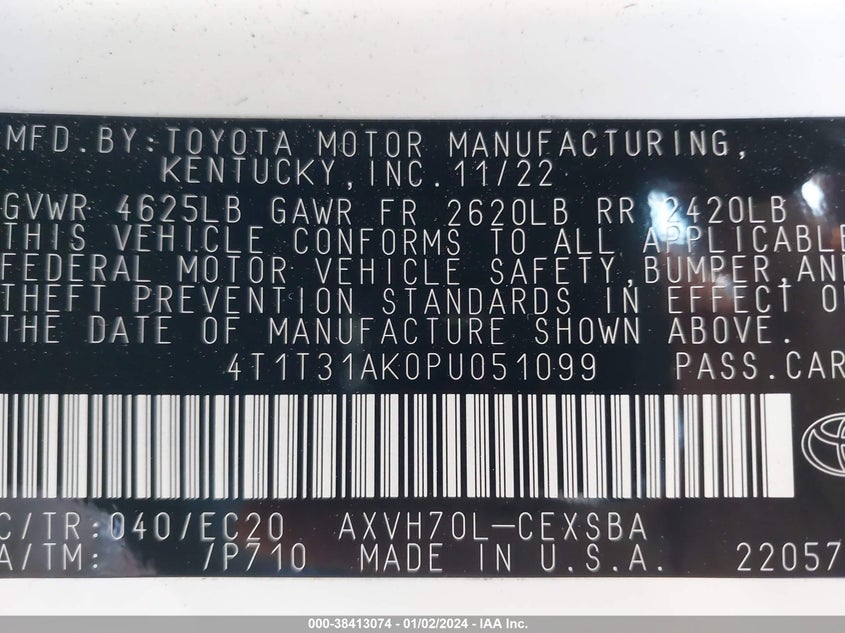 MFD.BY:TOYOTA MOTOR MANUFACTURING,
KENTUCKY,INC. 11/22
GVWR 4625LB GAWR FR 2620LB RR 2420LB
THIS VEHICLE CONFORMS TO ALL APPLICABLE
FEDERAL MOTOR VEHICLE SAFETY,BUMPER,AND
THEFT PREVENTION STANDARDS IN EFFECT O
THE DATE OF MANUFACTURE SHOWN ABOVE.
4T1T31AK0PU051099 PASS.CAR
C/TR:040/EC20 AXVH70L-CEXSBA
A/TM: 7P710 MADE IN U.S.A. 22057
000-38413074 - 01/02/2024 - IAA Inc.